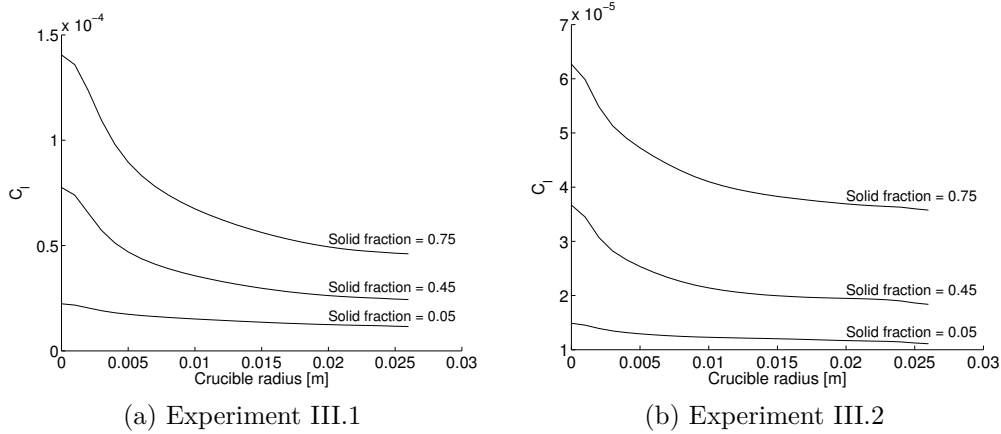 x 10⁻⁴
1.5
1
0.5
0
C_l
Solid fraction = 0.75
Solid fraction = 0.45
Solid fraction = 0.05
0 0.005 0.01 0.015 0.02 0.025 0.03
Crucible radius [m]
(a) Experiment III.1
x 10⁻⁵
7
6
5
4
3
2
1
C_l
Solid fraction = 0.75
Solid fraction = 0.45
Solid fraction = 0.05
0 0.005 0.01 0.015 0.02 0.025 0.03
Crucible radius [m]
(b) Experiment III.2